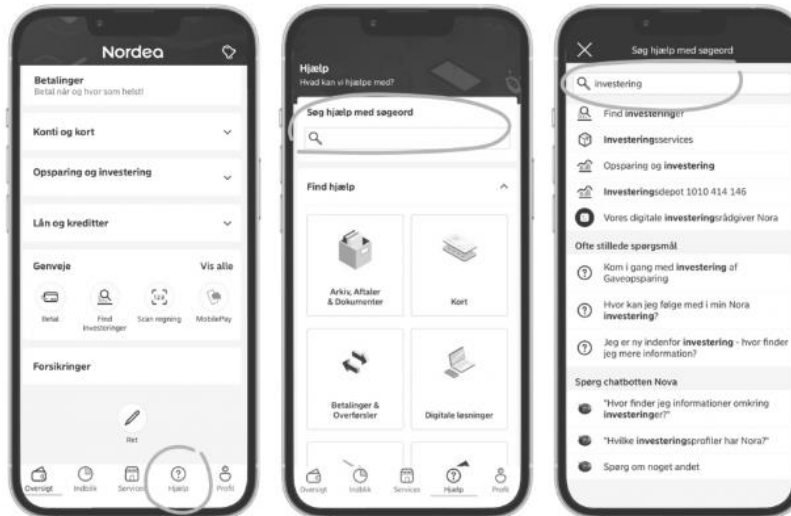 Nordea
Betalinger
Betal når og hvor som helst!
Konti og kort
Opsparing og investering
Lån og kreditter
Genveje
Vis alle
Betal
Find investeringer
Scan regning
MobilePay
Forsikringer
Ret
Oversigt
Indblik
Services
Hjælp
Profil
Hjælp
Hvad kan vi hjælpe med?
Søg hjælp med søgeord
Find hjælp
Arkiv, Aftaler
& Dokumenter
Kort
Betalinger &
Overførsler
Digitale løsninger
Oversigt
Indblik
Services
Hjælp
Profil
Søg hjælp med søgeord
investering
Find investeringer
Investeringsservices
Opsparing og investering
Investeringsdepot 1010 414 146
Vores digitale investeringsrådgiver Nora
Ofte stillede spørgsmål
Kom i gang med investering af
Gaveopsparing
Hvor kan jeg følge med i min Nora
investering?
Jeg er ny indenfor investering - hvor finder
jeg mere information?
Spørg chatbotten Nova
"Hvor finder jeg informationer omkring
investeringer?"
"Hvilke investeringsprofiler har Nora?"
Spørg om noget andet